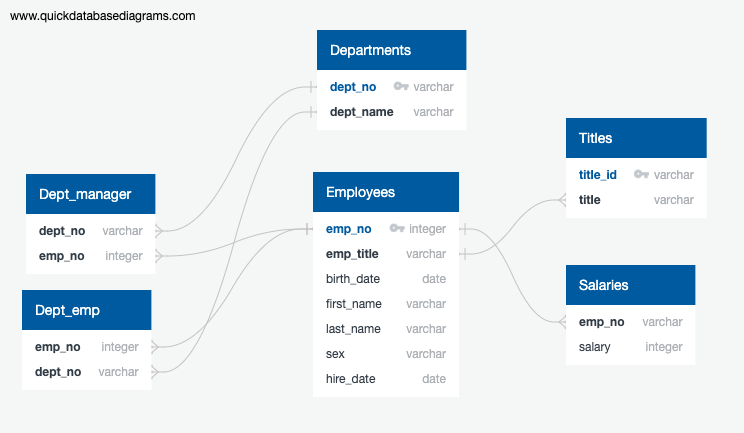 www.quickdatabasediagrams.com
Departments
dept_no varchar
dept_name varchar
Titles
title_id varchar
title varchar
Dept_manager
dept_no varchar
emp_no integer
Employees
emp_no integer
emp_title varchar
birth_date date
first_name varchar
last_name varchar
sex varchar
hire_date date
Salaries
emp_no varchar
salary integer
Dept_emp
emp_no integer
dept_no varchar